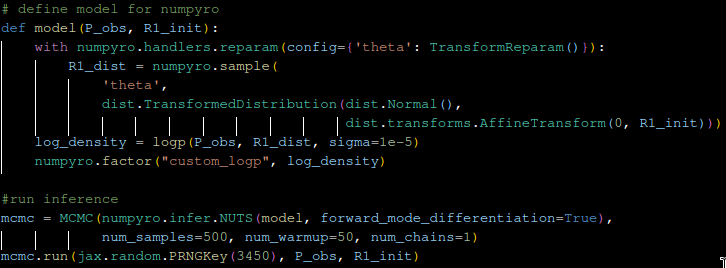 # define model for numpyro
def model(P_obs, R1_init):
    with numpyro.handlers.reparam(config={'theta': TransformReparam()}):
        R1_dist = numpyro.sample(
            'theta',
            dist.TransformedDistribution(dist.Normal(),
                                         dist.transforms.AffineTransform(0, R1_init)))
    log_density = logp(P_obs, R1_dist, sigma=1e-5)
    numpyro.factor("custom_logp", log_density)
#run inference
mcmc = MCMC(numpyro.infer.NUTS(model, forward_mode_differentiation=True),
            num_samples=500, num_warmup=50, num_chains=1)
mcmc.run(jax.random.PRNGKey(3450), P_obs, R1_init)